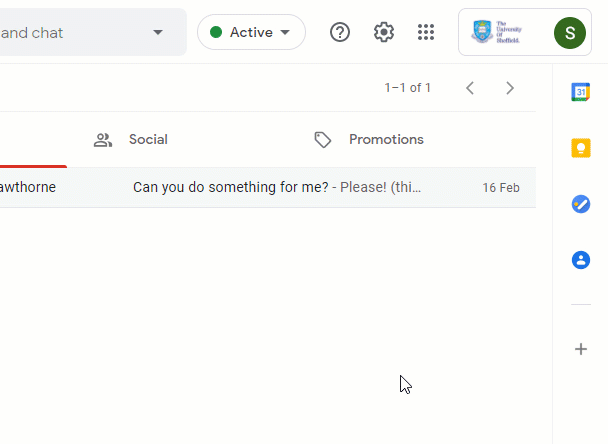 and chat
Active
The
University
Of
Sheffield.
S
1–1 of 1
31
Social
Promotions
awthorne
Can you do something for me? - Please! (thi...
16 Feb